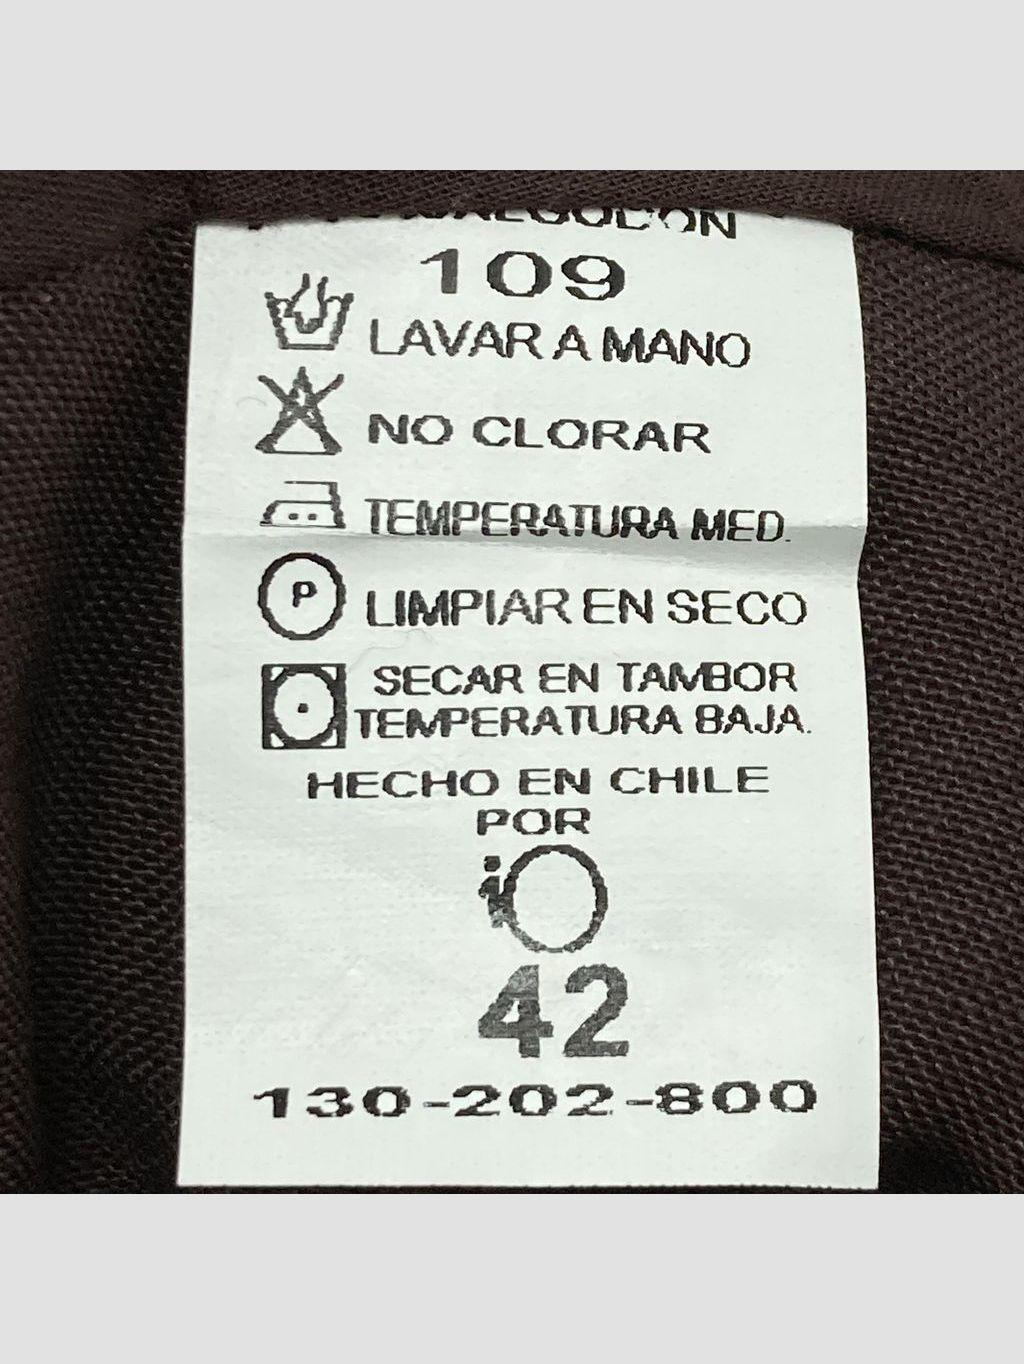 ALGODON
109
LAVAR A MANO
NO CLORAR
TEMPERATURA MED.
P LIMPIAR EN SECO
SECAR EN TAMBOR
TEMPERATURA BAJA.
HECHO EN CHILE
POR
42
130-202-800